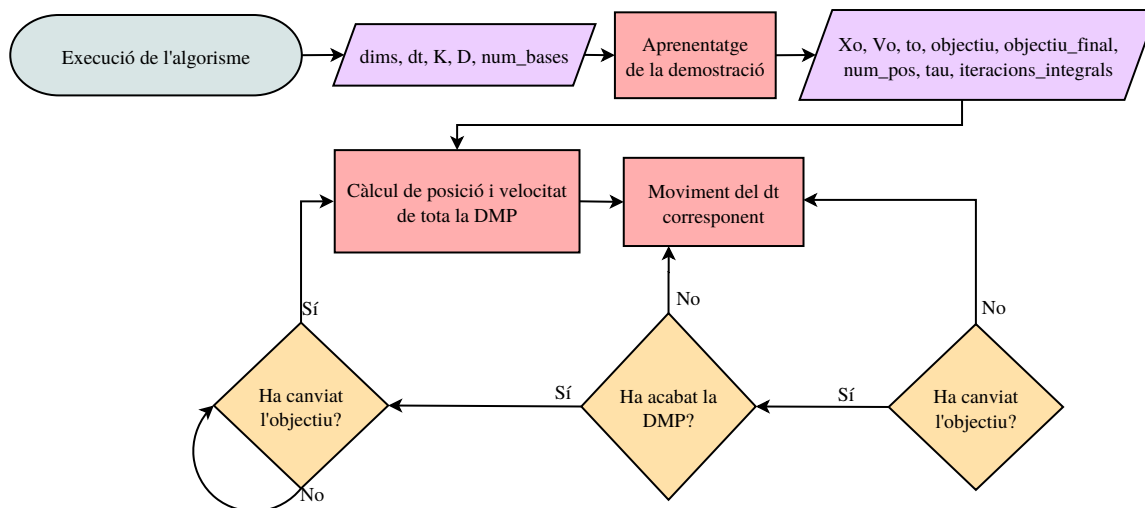 Execució de l'algorisme
dims, dt, K, D, num_bases
Aprenentatge
de la demostració
Xo, Vo, to, objectiu, objectiu_final,
num_pos, tau, iteracions_integrals
Càlcul de posició i velocitat
de tota la DMP
Moviment del dt
corresponent
Sí
No
No
Ha canviat
l'objectiu?
Sí
Ha acabat la
DMP?
Sí
Ha canviat
l'objectiu?
No